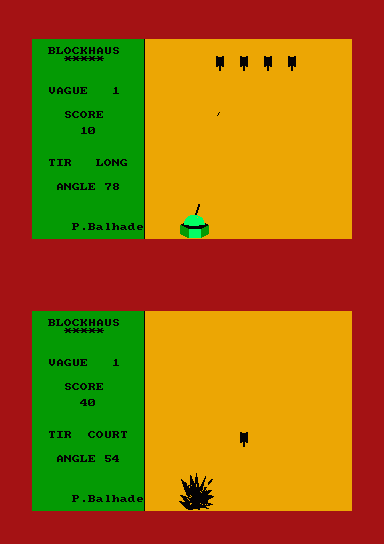 BLOCKHAUS
*****
VAGUE 1
SCORE
10
TIR LONG
ANGLE 78
P.Balhade
BLOCKHAUS
*****
VAGUE 1
SCORE
40
TIR COURT
ANGLE 54
P.Balhade